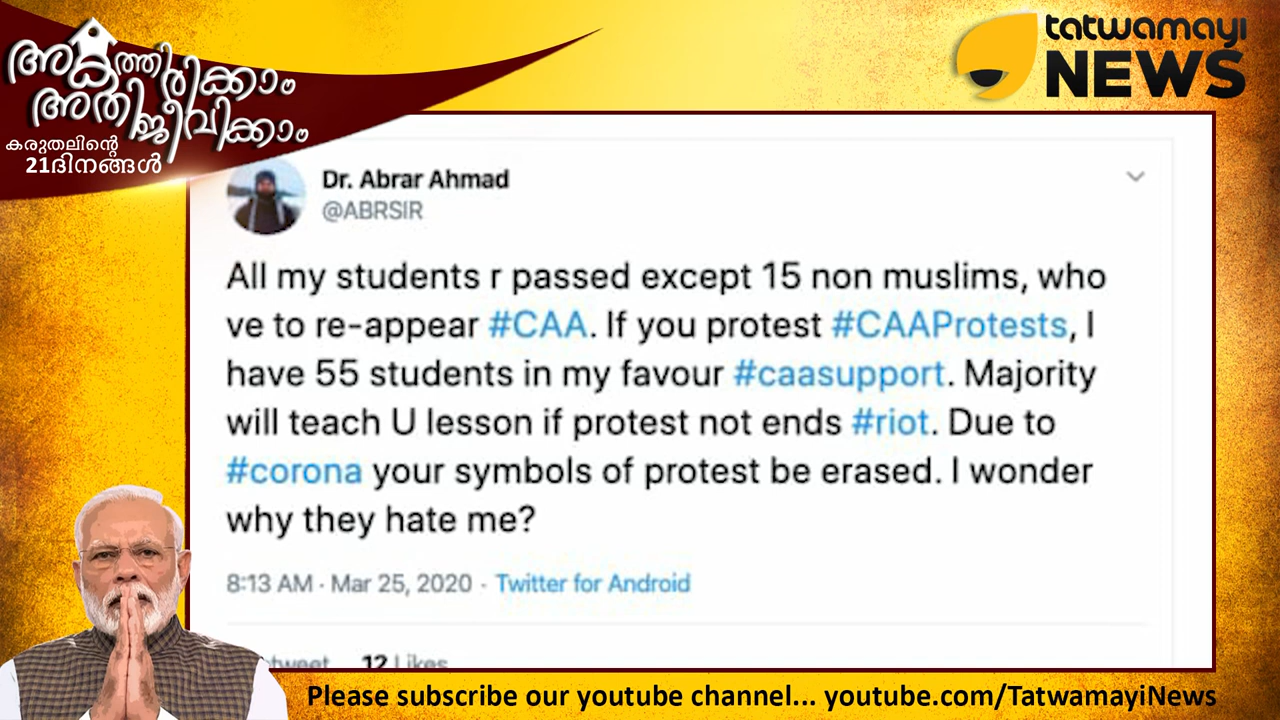 അകത്തിരിക്കാം
അതിജീവിക്കാം
കരുതലിന്റെ
21ദിനങ്ങൾ
tatwamayi
NEWS
Dr. Abrar Ahmad
@ABRSIR
All my students r passed except 15 non muslims, who
ve to re-appear #CAA. If you protest #CAAProtests, I
have 55 students in my favour #caasupport. Majority
will teach U lesson if protest not ends #riot. Due to
#corona your symbols of protest be erased. I wonder
why they hate me?
8:13 AM · Mar 25, 2020 · Twitter for Android
12 Likes
Please subscribe our youtube channel... youtube.com/TatwamayiNews